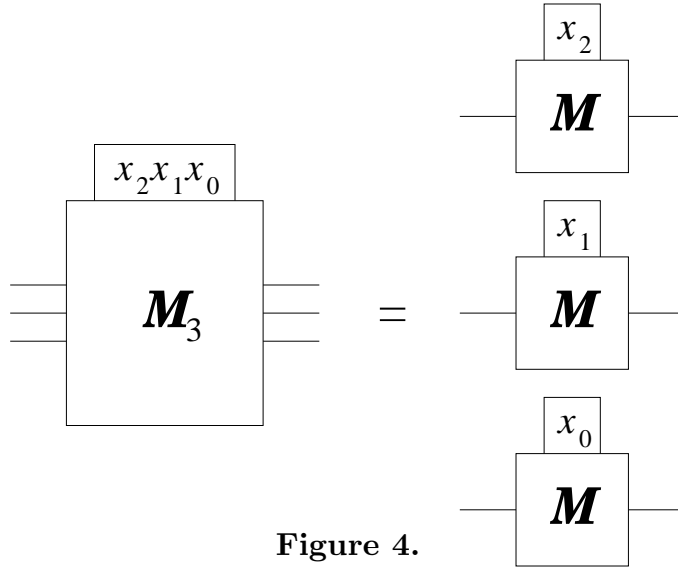 x₂
M
x₂x₁x₀
x₁
M₃
=
M
x₀
M
Figure 4.